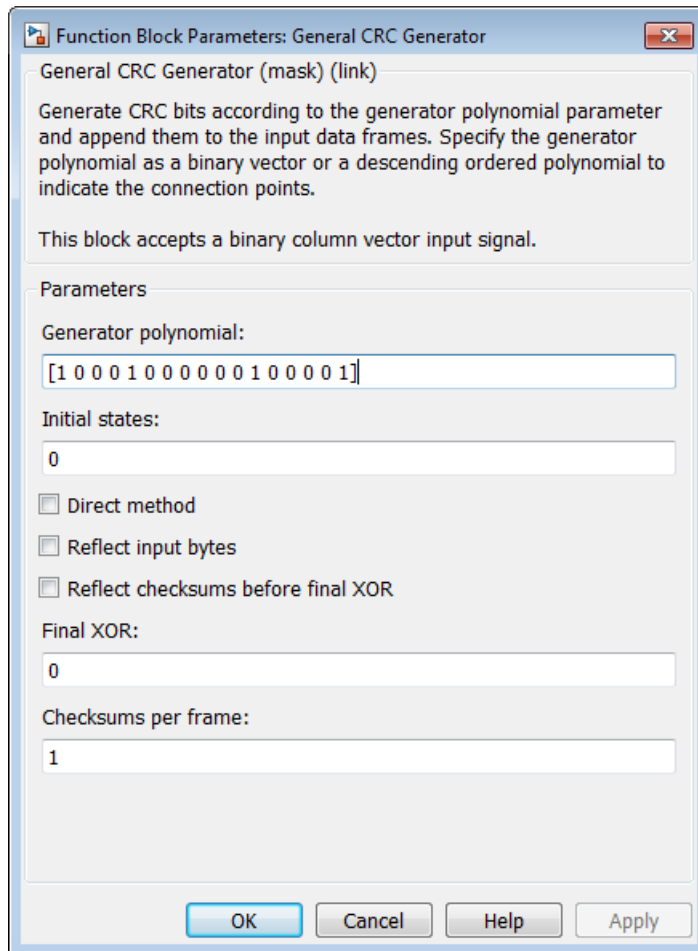 Function Block Parameters: General CRC Generator
General CRC Generator (mask) (link)
Generate CRC bits according to the generator polynomial parameter
and append them to the input data frames. Specify the generator
polynomial as a binary vector or a descending ordered polynomial to
indicate the connection points.
This block accepts a binary column vector input signal.
Parameters
Generator polynomial:
[1 0 0 0 1 0 0 0 0 0 0 1 0 0 0 0 1]
Initial states:
0
Direct method
Reflect input bytes
Reflect checksums before final XOR
Final XOR:
0
Checksums per frame:
1
OK Cancel Help Apply